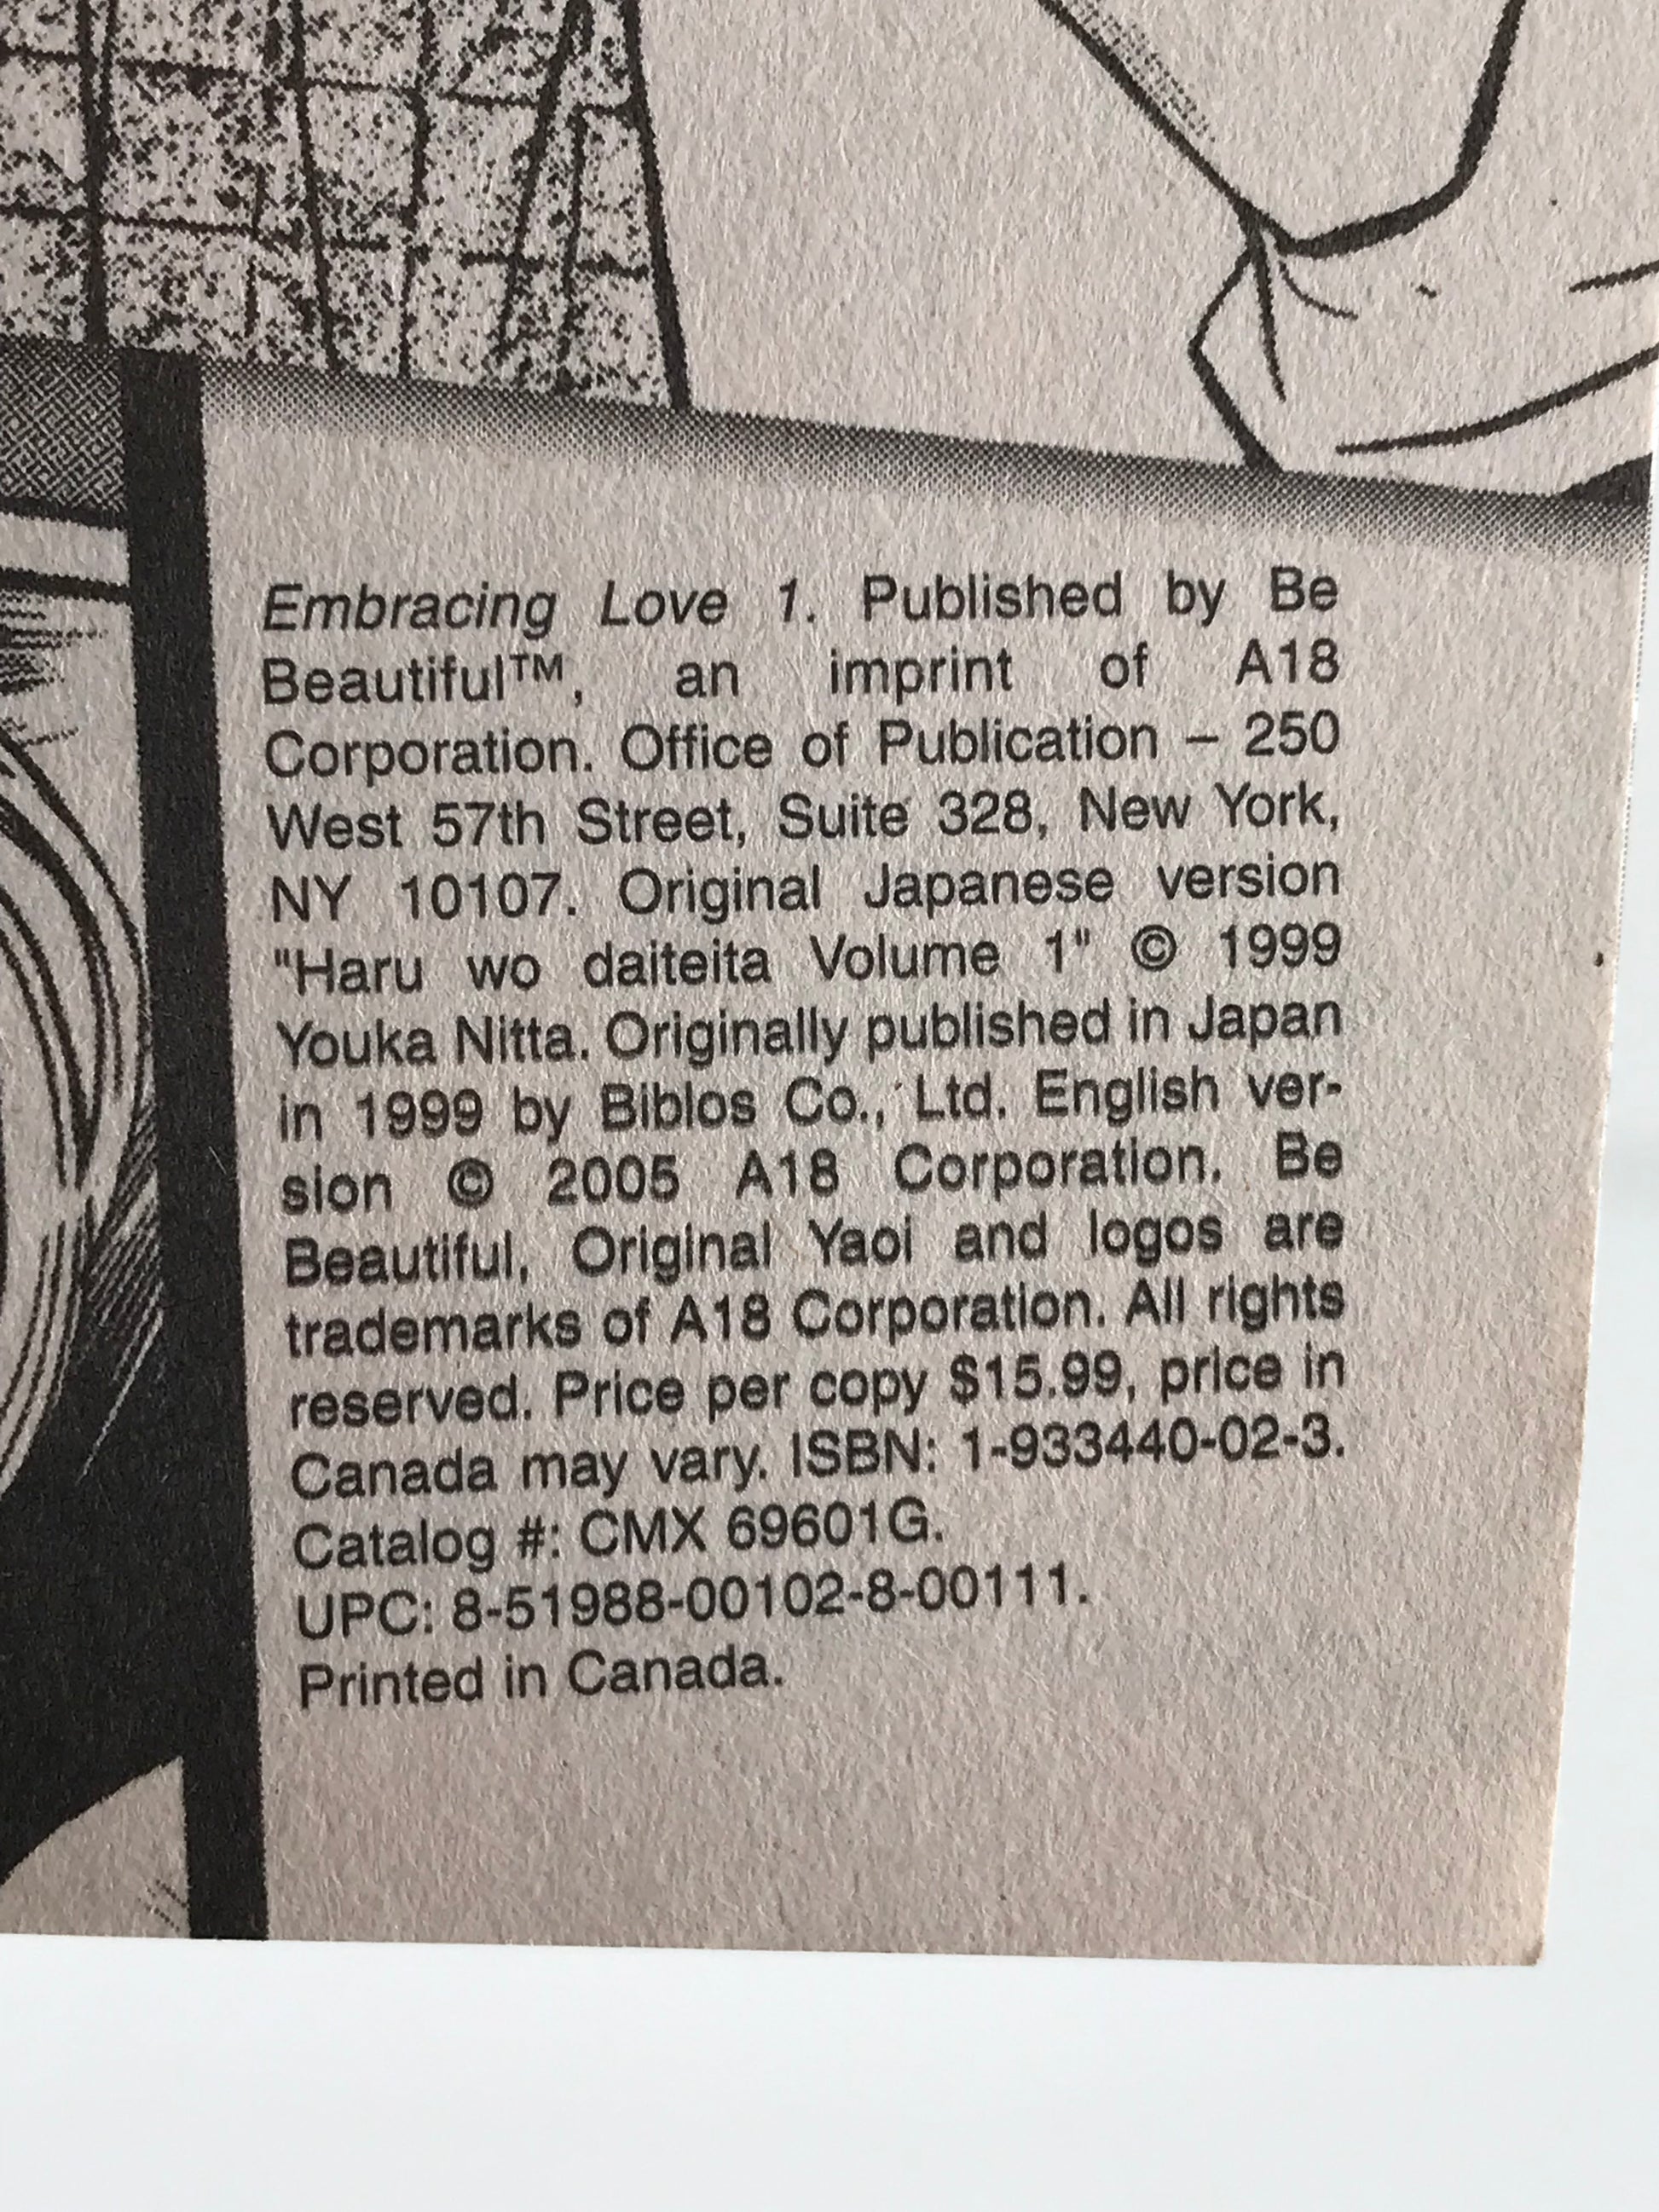 Embracing Love 1. Published by Be
Beautiful™, an imprint of A18
Corporation. Office of Publication – 250
West 57th Street, Suite 328, New York,
NY 10107. Original Japanese version
"Haru wo daiteita Volume 1" © 1999
Youka Nitta. Originally published in Japan
in 1999 by Biblos Co., Ltd. English ver-
sion © 2005 A18 Corporation. Be
Beautiful, Original Yaoi and logos are
trademarks of A18 Corporation. All rights
reserved. Price per copy $15.99, price in
Canada may vary. ISBN: 1-933440-02-3.
Catalog #: CMX 69601G.
UPC: 8-51988-00102-8-00111.
Printed in Canada.